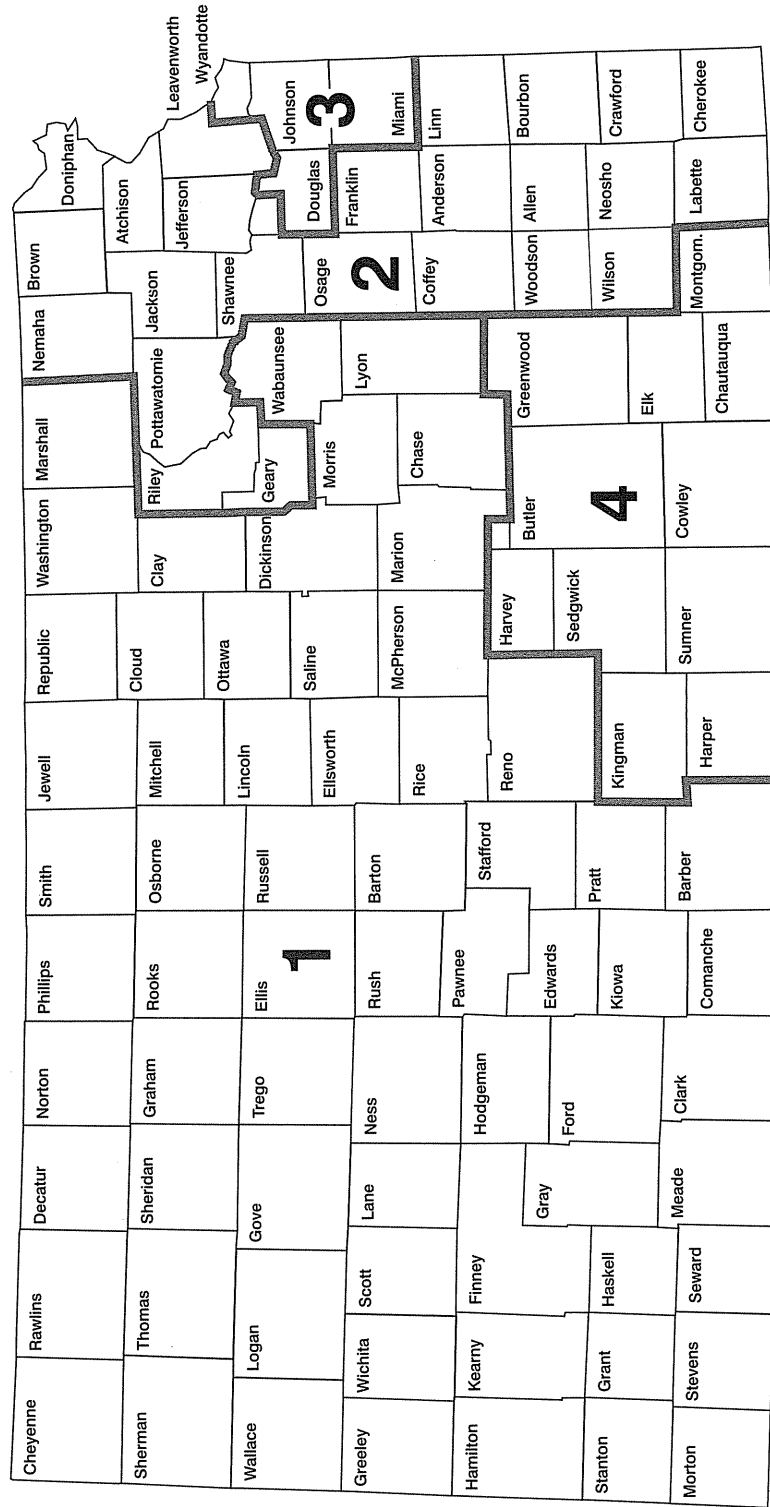 Cheyenne
Rawlins
Decatur
Norton
Phillips
Smith
Jewell
Republic
Washington
Marshall
Nemaha
Brown
Doniphan
Sherman
Thomas
Sheridan
Graham
Rooks
Osborne
Mitchell
Cloud
Clay
Riley
Pottawatomie
Jackson
Atchison
Jefferson
Leavenworth
Wyandotte
Wallace
Logan
Gove
Trego
Ellis
1
Russell
Lincoln
Ottawa
Dickinson
Geary
Wabaunsee
Shawnee
Osage
2
Douglas
Johnson
3
Greeley
Wichita
Scott
Lane
Ness
Rush
Barton
Ellsworth
Saline
Rice
McPherson
Marion
Morris
Chase
Lyon
Coffey
Franklin
Miami
Anderson
Linn
Hamilton
Kearny
Finney
Gray
Hodgeman
Pawnee
Edwards
Stafford
Reno
Harvey
Sedgwick
Butler
4
Greenwood
Woodson
Allen
Bourbon
Stanton
Grant
Haskell
Ford
Kiowa
Pratt
Kingman
Wilson
Neosho
Crawford
Elk
Morton
Stevens
Seward
Meade
Clark
Comanche
Barber
Harper
Sumner
Cowley
Chautauqua
Montgom.
Labette
Cherokee